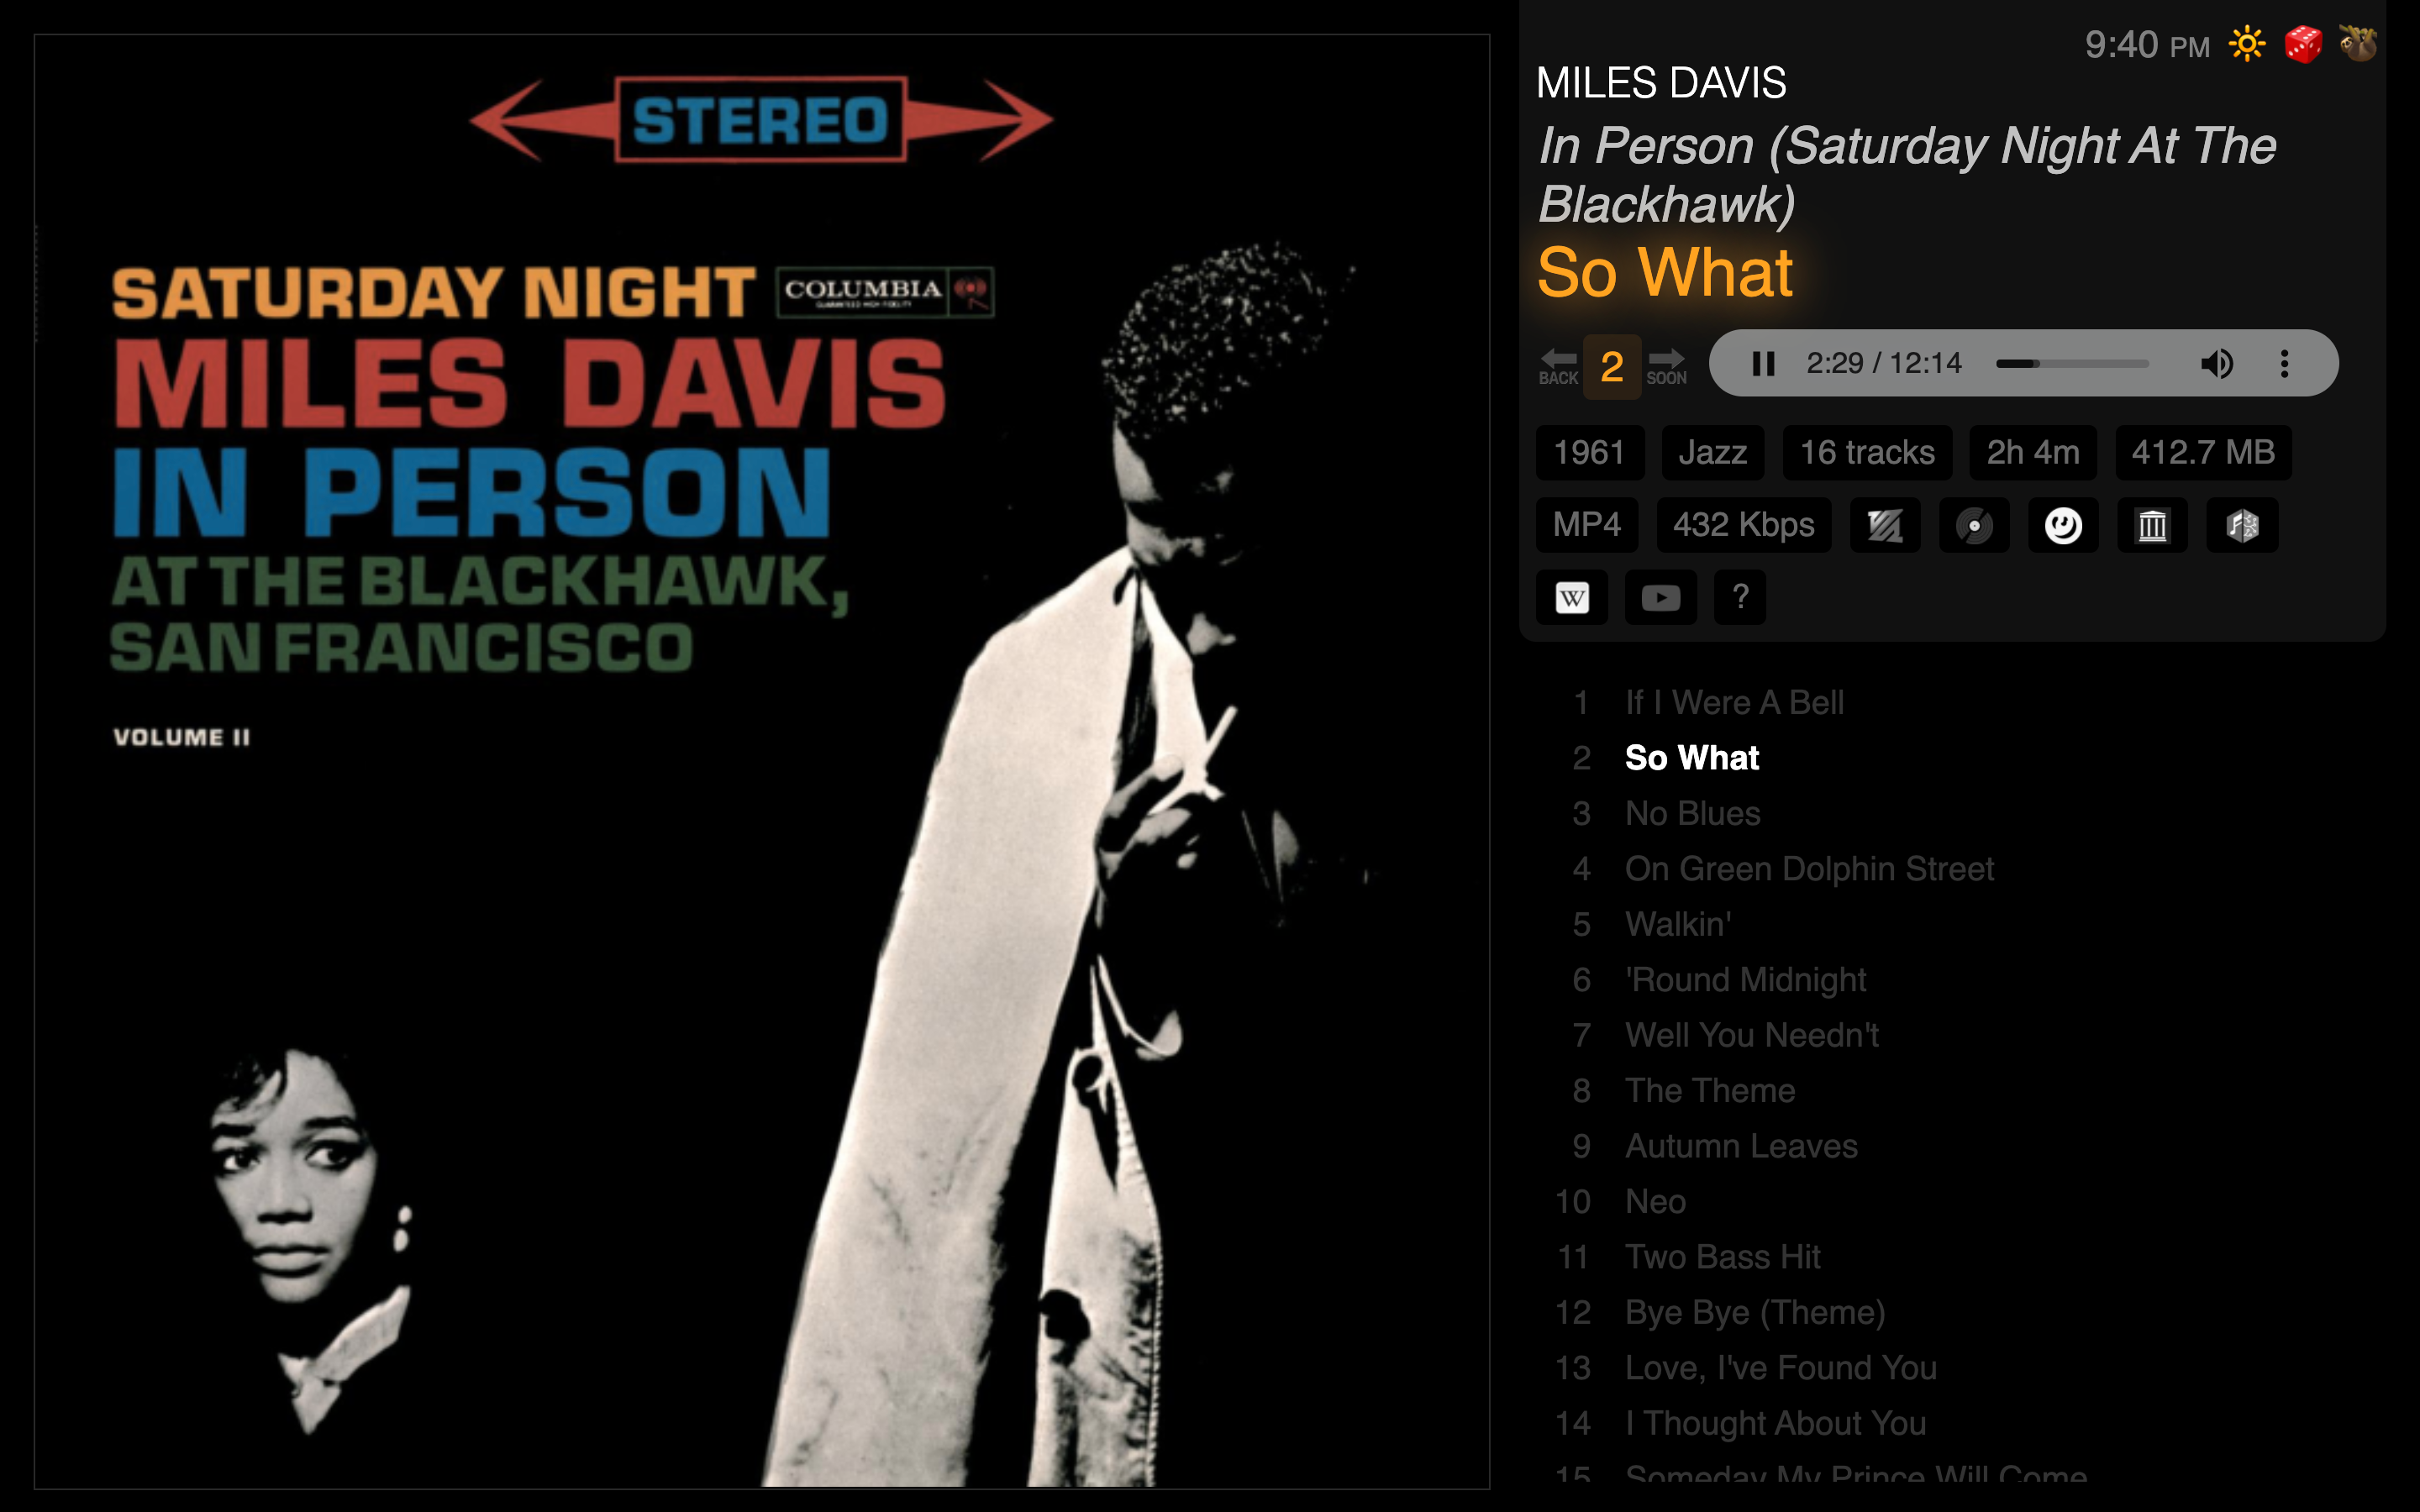 STEREO
SATURDAY NIGHT
COLUMBIA
MILES DAVIS
IN PERSON
AT THE BLACKHAWK,
SAN FRANCISCO
VOLUME II
9:40 PM
MILES DAVIS
In Person (Saturday Night At The
Blackhawk)
So What
BACK 2 SOON 2:29 / 12:14
1961 Jazz 16 tracks 2h 4m 412.7 MB
MP4 432 Kbps
W ?
1 If I Were A Bell
2 So What
3 No Blues
4 On Green Dolphin Street
5 Walkin'
6 'Round Midnight
7 Well You Needn't
8 The Theme
9 Autumn Leaves
10 Neo
11 Two Bass Hit
12 Bye Bye (Theme)
13 Love, I've Found You
14 I Thought About You
15 Someday My Prince Will Come